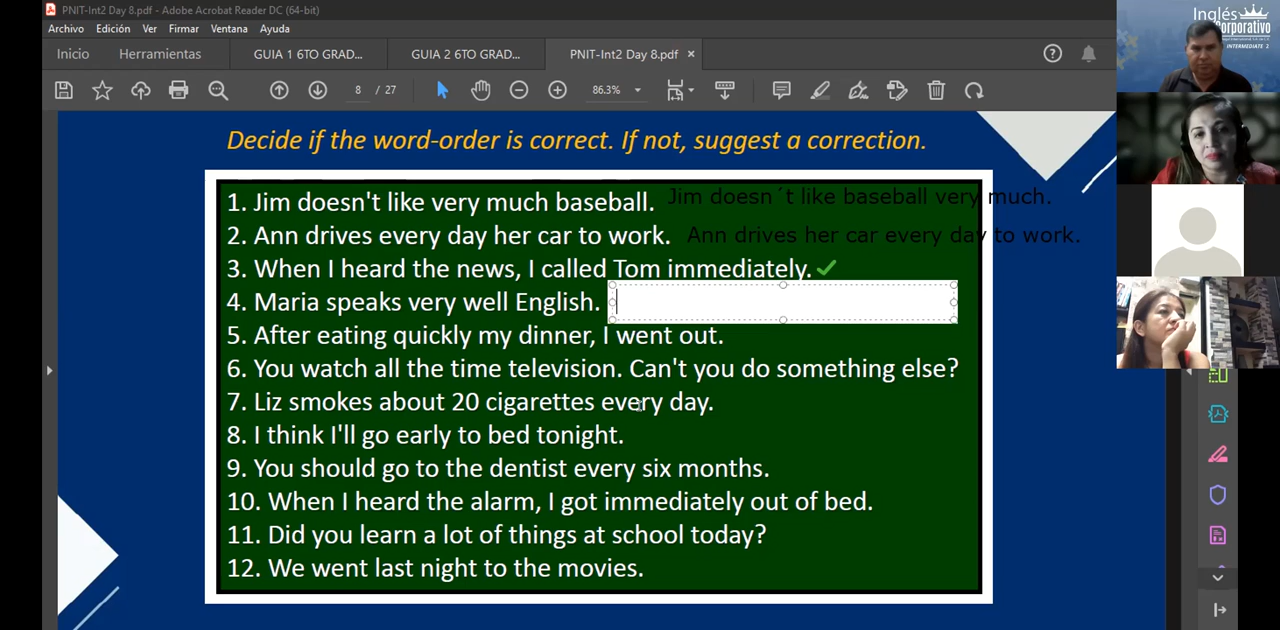 PNIT-Int2 Day 8.pdf - Adobe Acrobat Reader DC (64-bit)
Archivo Edición Ver Firmar Ventana Ayuda
Inicio Herramientas GUIA 1 6TO GRAD... GUIA 2 6TO GRAD... PNIT-Int2 Day 8.pdf ×
8 / 27 86.3%
Inglés
Corporativo
INTERMEDIATE 2
Decide if the word-order is correct. If not, suggest a correction.
1. Jim doesn't like very much baseball. Jim doesn´t like baseball very much.
2. Ann drives every day her car to work. Ann drives her car every day to work.
3. When I heard the news, I called Tom immediately.
4. Maria speaks very well English.
5. After eating quickly my dinner, I went out.
6. You watch all the time television. Can't you do something else?
7. Liz smokes about 20 cigarettes every day.
8. I think I'll go early to bed tonight.
9. You should go to the dentist every six months.
10. When I heard the alarm, I got immediately out of bed.
11. Did you learn a lot of things at school today?
12. We went last night to the movies.